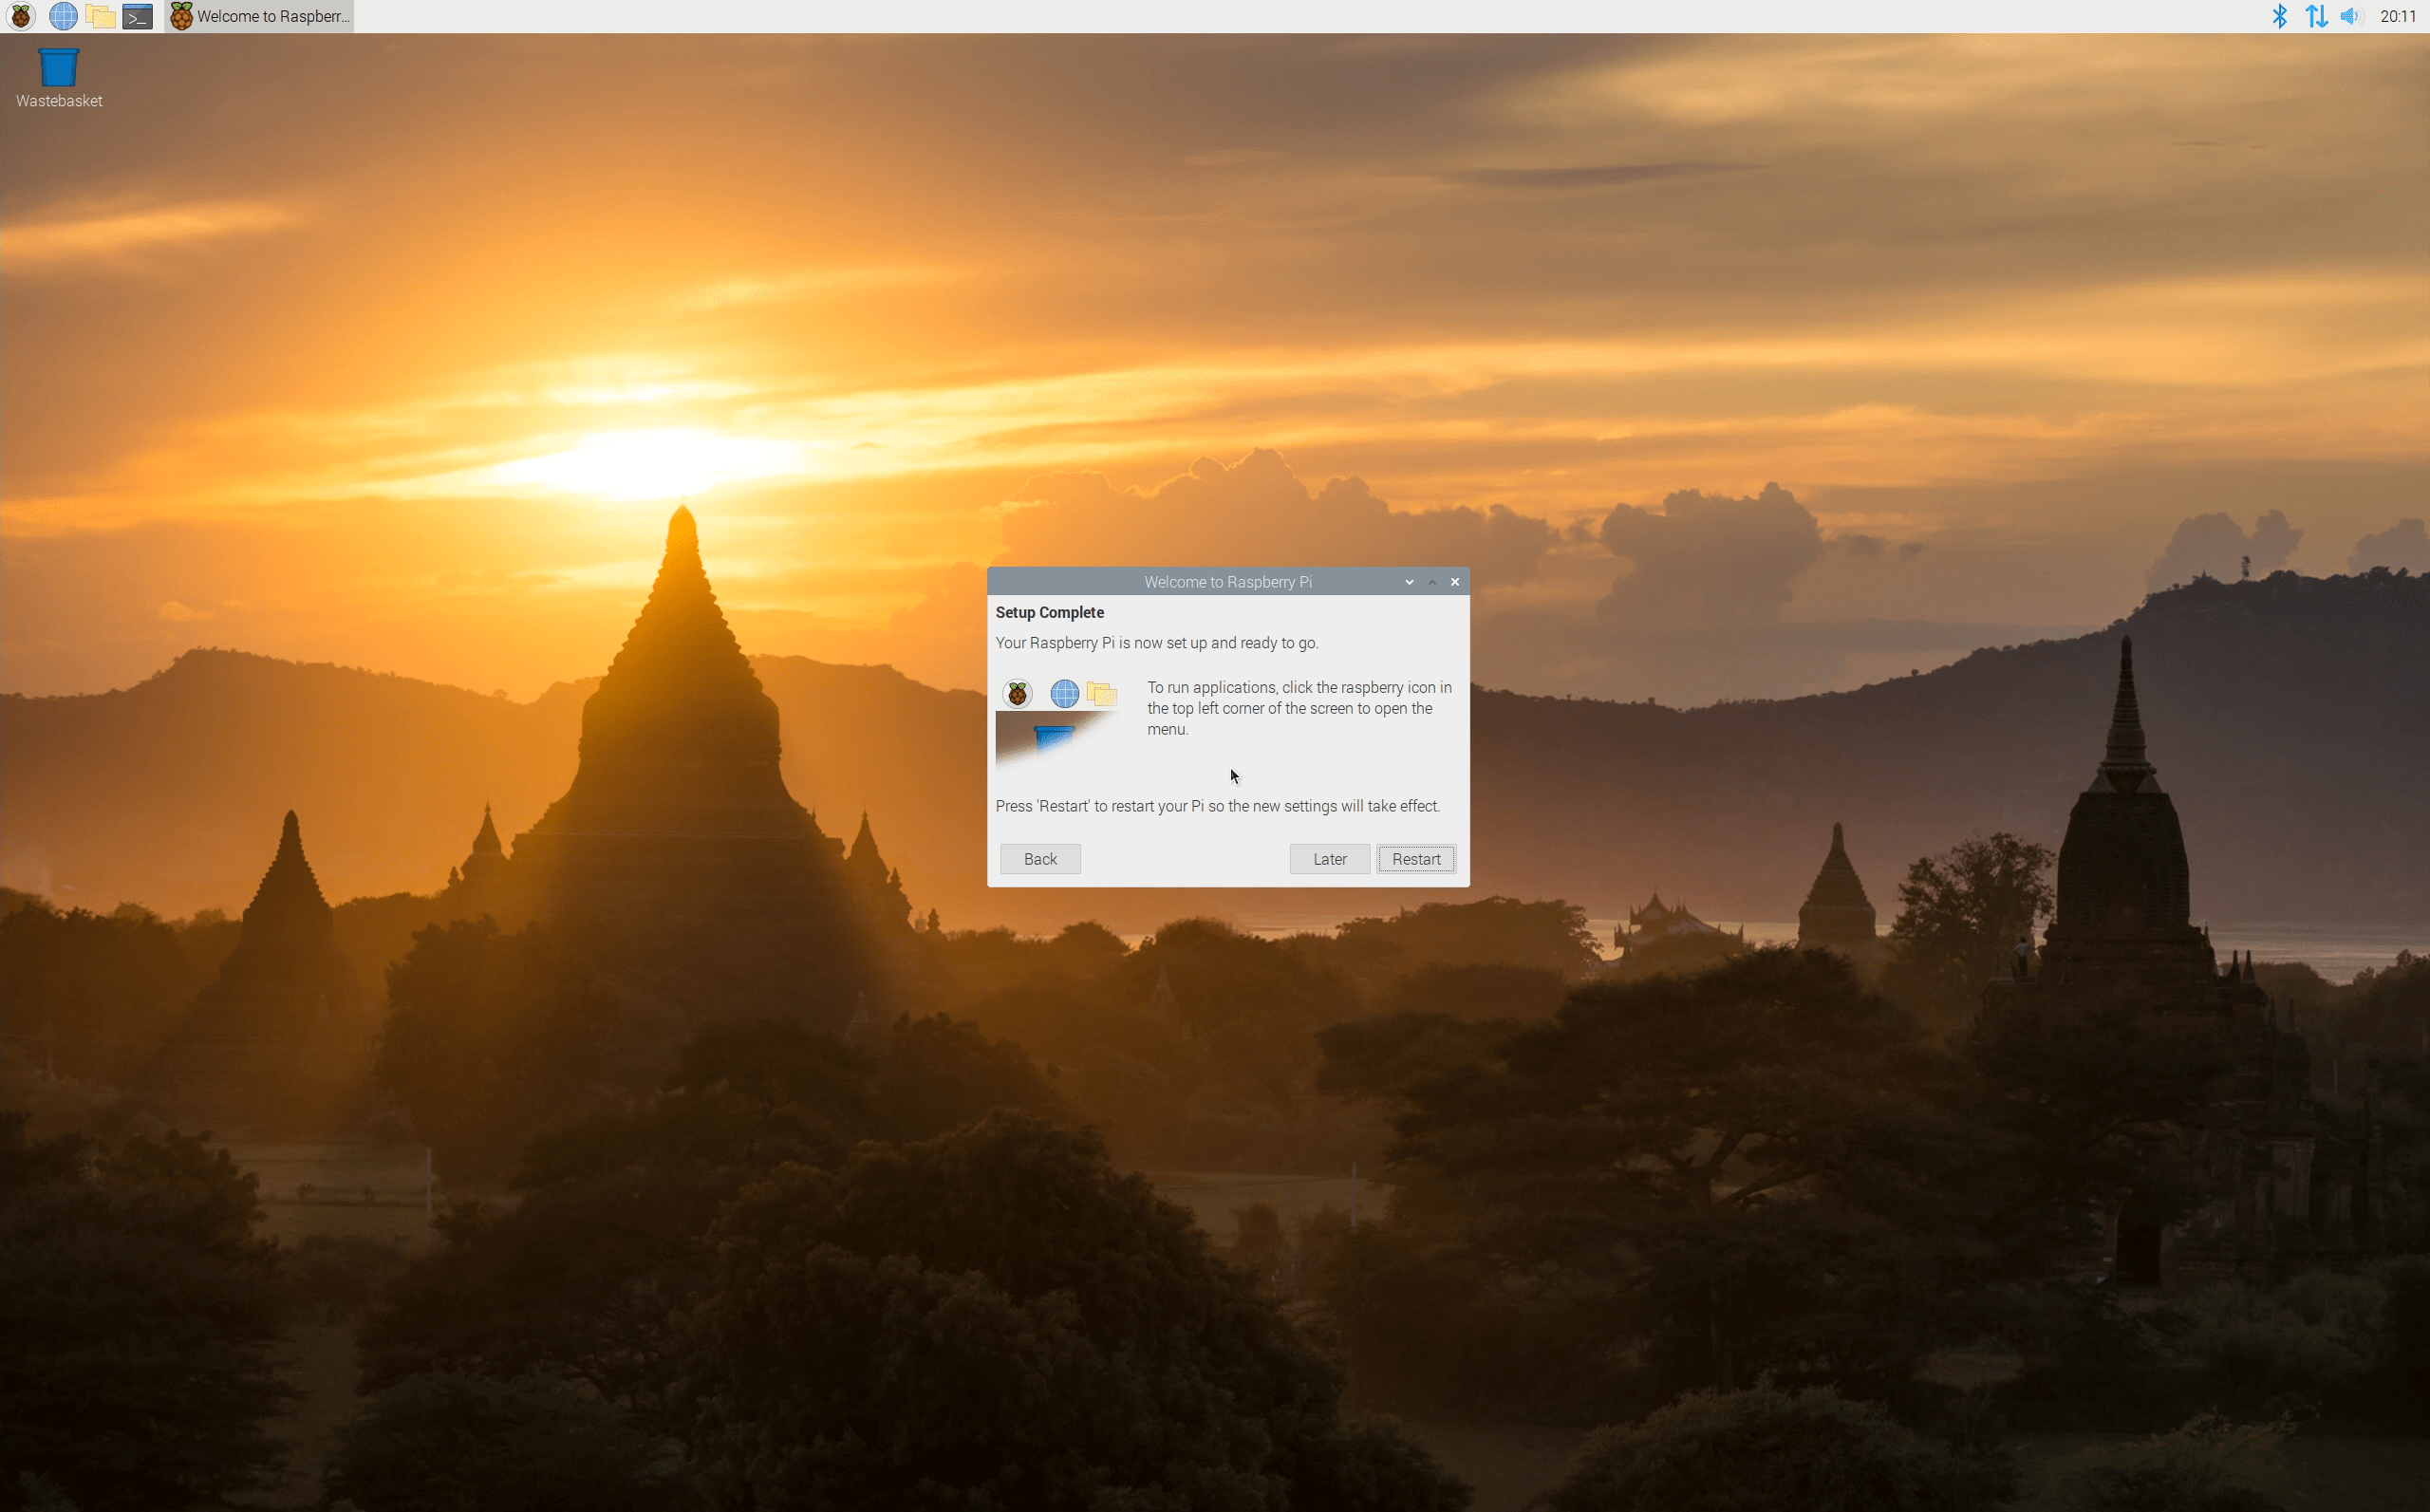 Welcome to Raspberr...
20:11
Wastebasket
Welcome to Raspberry Pi
Setup Complete
Your Raspberry Pi is now set up and ready to go.
To run applications, click the raspberry icon in
the top left corner of the screen to open the
menu.
Press 'Restart' to restart your Pi so the new settings will take effect.
Back
Later
Restart